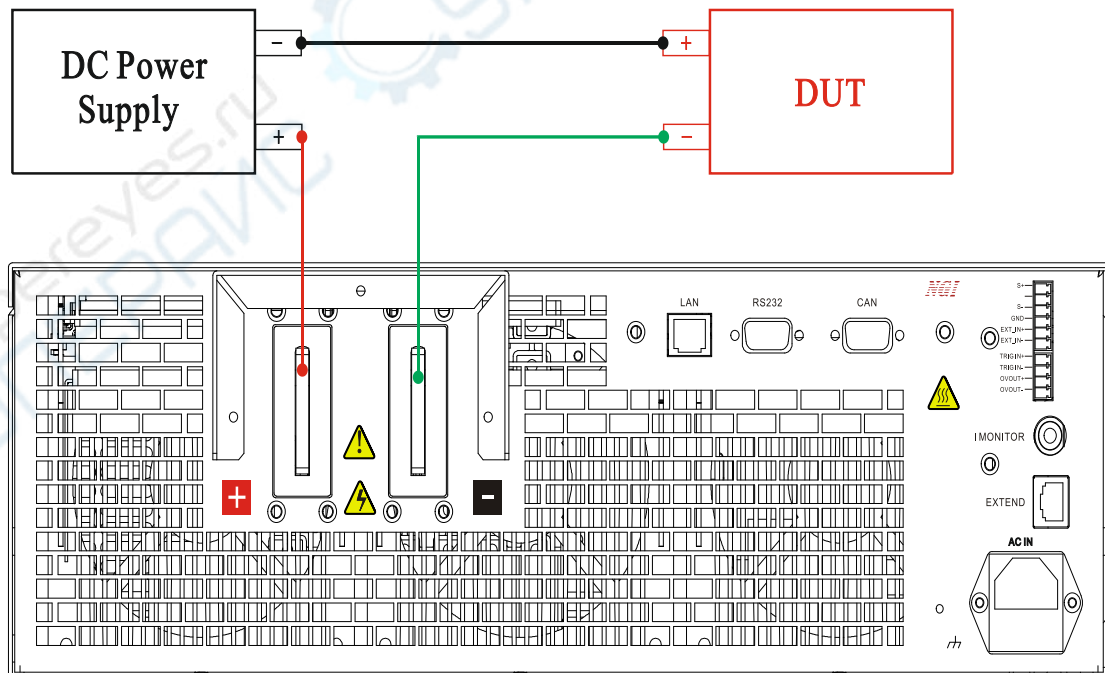 DC Power
Supply
-
+
+
-
DUT
LAN
RS232
CAN
NGI
S+
S-
GND
EXT_IN+
EXT_IN-
TRIGIN+
TRIGIN-
OVOUT+
OVOUT-
I MONITOR
EXTEND
AC IN
+
-